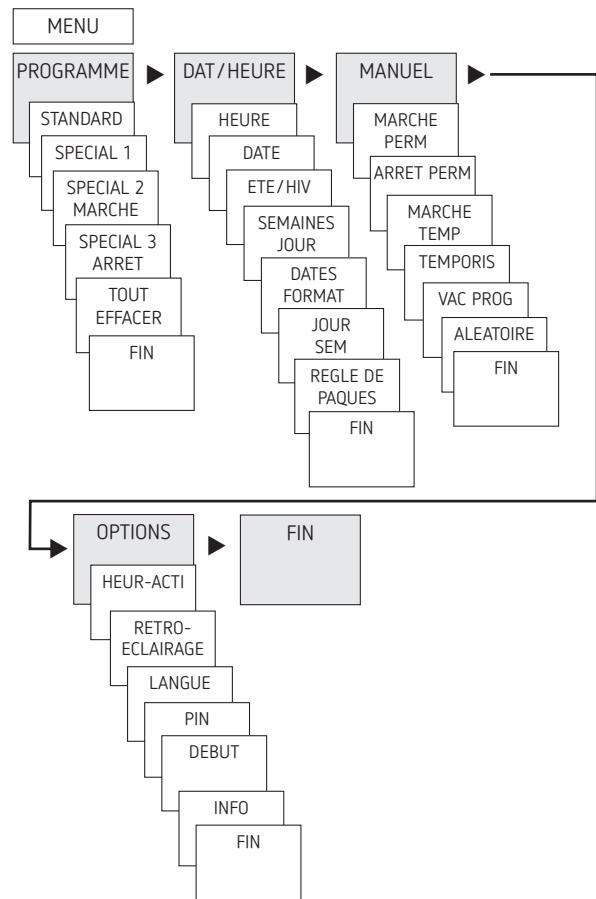 MENU
PROGRAMME
STANDARD
SPECIAL 1
SPECIAL 2
MARCHE
SPECIAL 3
ARRET
TOUT
EFFACER
FIN
DAT/HEURE
HEURE
DATE
ETE/HIV
SEMAINES
JOUR
DATES
FORMAT
JOUR
SEM
REGLE DE
PAQUES
FIN
MANUEL
MARCHE
PERM
ARRET PERM
MARCHE
TEMP
TEMPORIS
VAC PROG
ALEATOIRE
FIN
OPTIONS
HEUR-ACTI
RETRO-
ECLAIRAGE
LANGUE
PIN
DEBUT
INFO
FIN
FIN